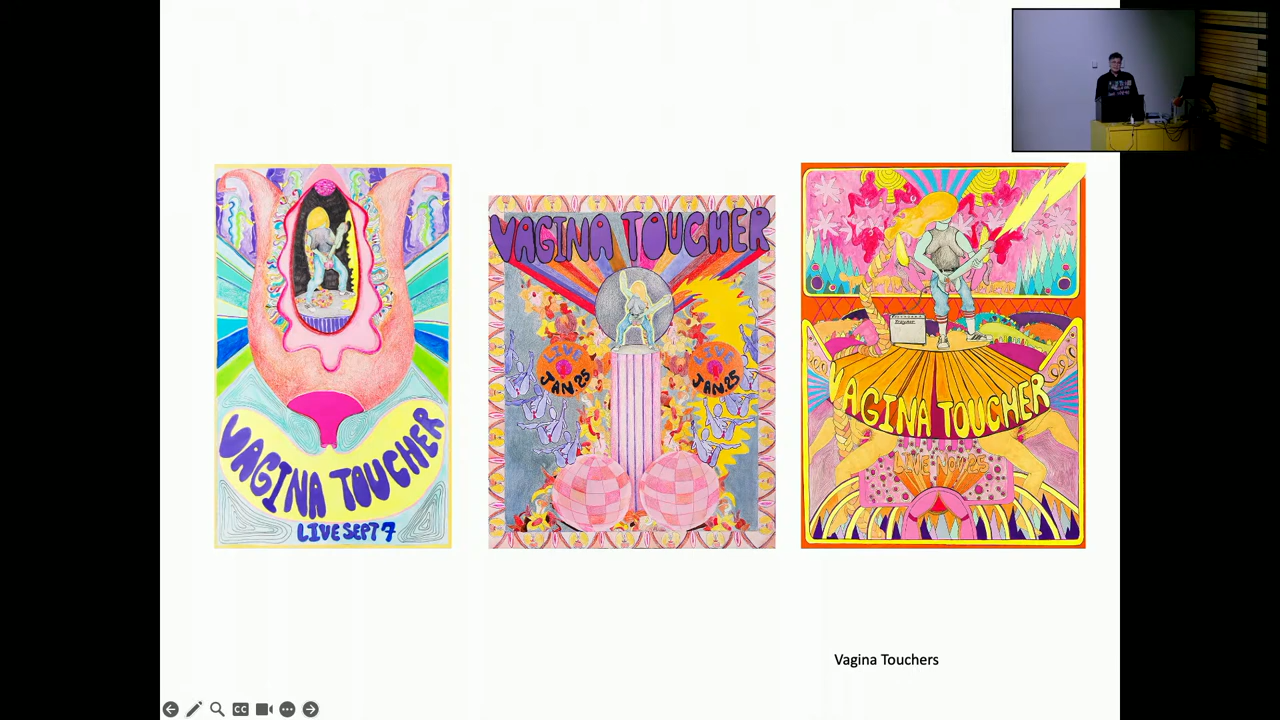 VAGINA TOUCHER
LIVE SEPT 7
VAGINA TOUCHER
LIVE
JAN. 25
LIVE
JAN. 25
VAGINA TOUCHER
LIVE NOV 25
Vagina Touchers
CC